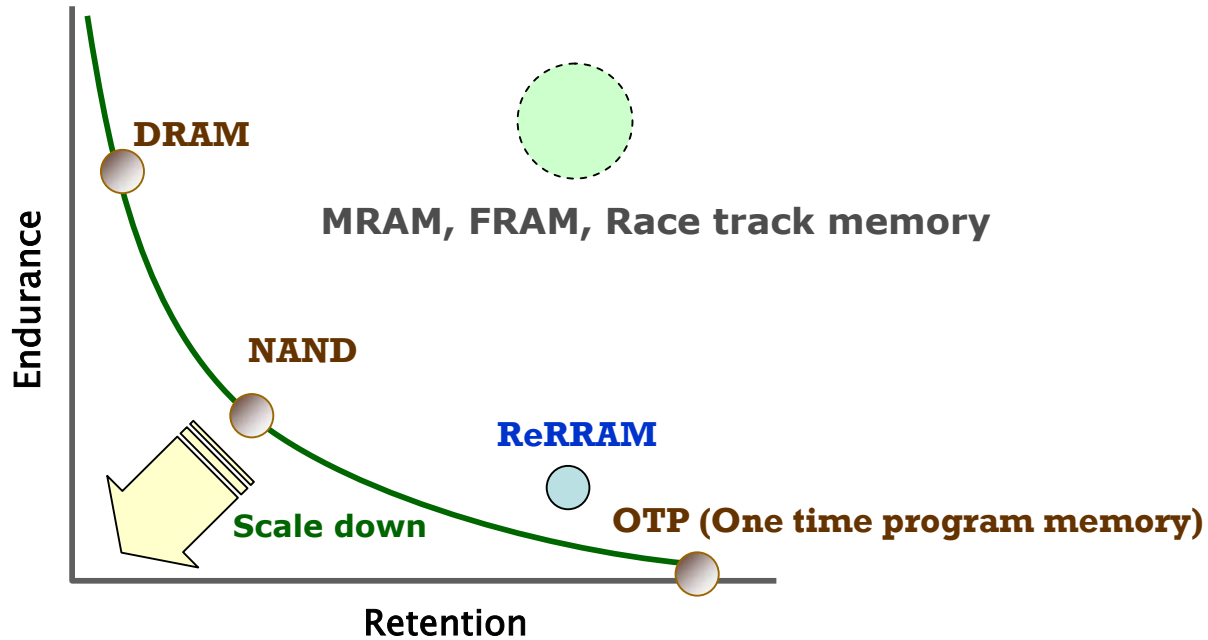 DRAM
MRAM, FRAM, Race track memory
Endurance
NAND
ReRRAM
OTP (One time program memory)
Scale down
Retention